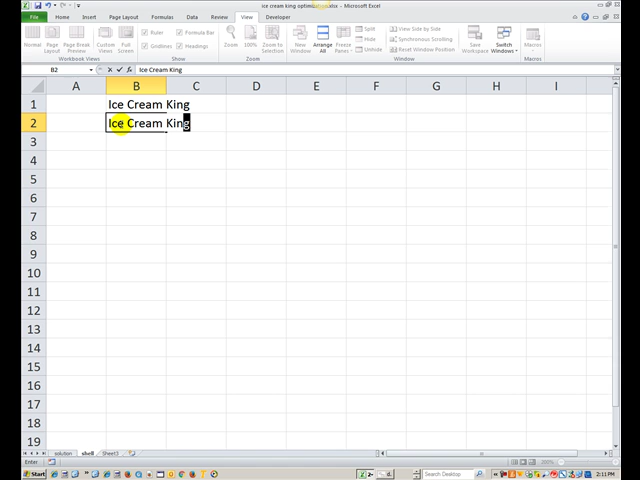 ice cream king optimization.xlsx - Microsoft Excel
File Home Insert Page Layout Formulas Data Review View Developer
Normal Page Layout Page Break Preview Custom Views Full Screen
Ruler Formula Bar
Gridlines Headings
Zoom 100% Zoom to Selection
New Window Arrange All Freeze Panes
Split
Hide
Unhide
View Side by Side
Synchronous Scrolling
Reset Window Position
Save Workspace Switch Windows Macros
Workbook Views Show Zoom Window Macros
B2 fx Ice Cream King
A B C D E F G H I
1 Ice Cream King
2 Ice Cream King
3
4
5
6
7
8
9
10
11
12
13
14
15
16
17
18
19
solution shell Sheet3
Enter 200%
Start Search Desktop 2:11 PM